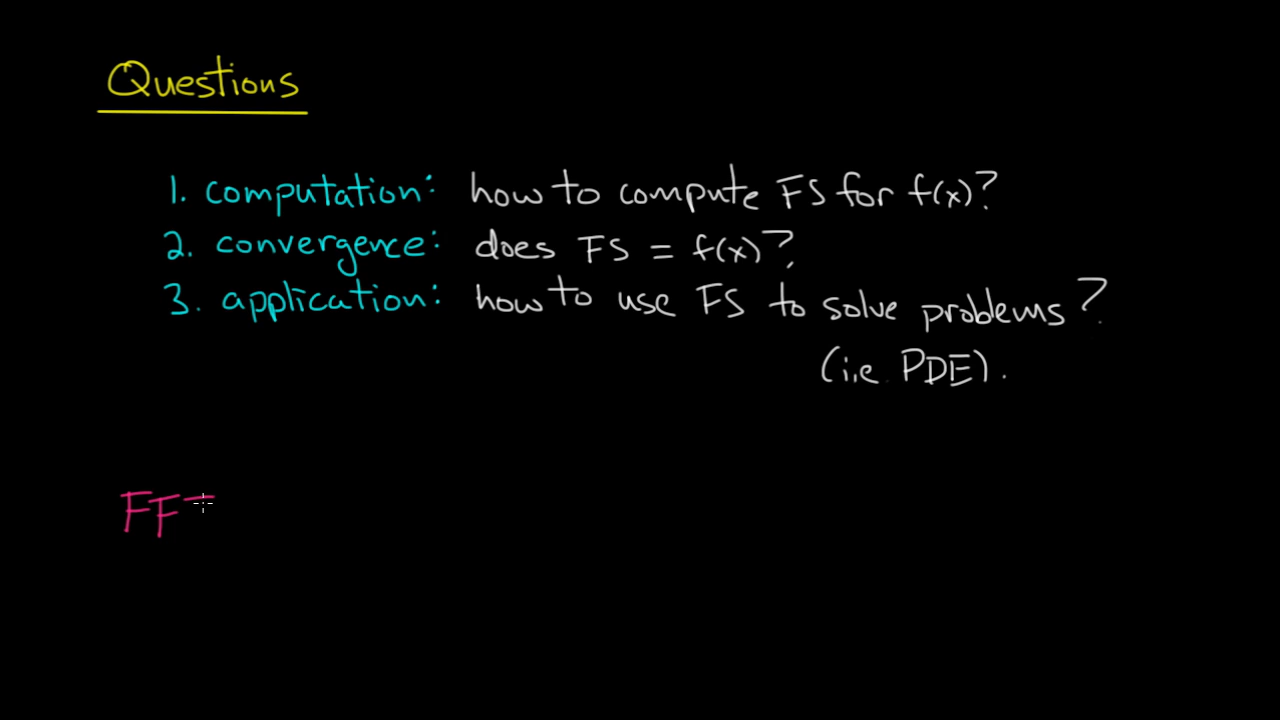 Questions
1. computation: how to compute FS for f(x)?
2. convergence: does FS = f(x)?
3. application: how to use FS to solve problems?
(i.e. PDE).
FF